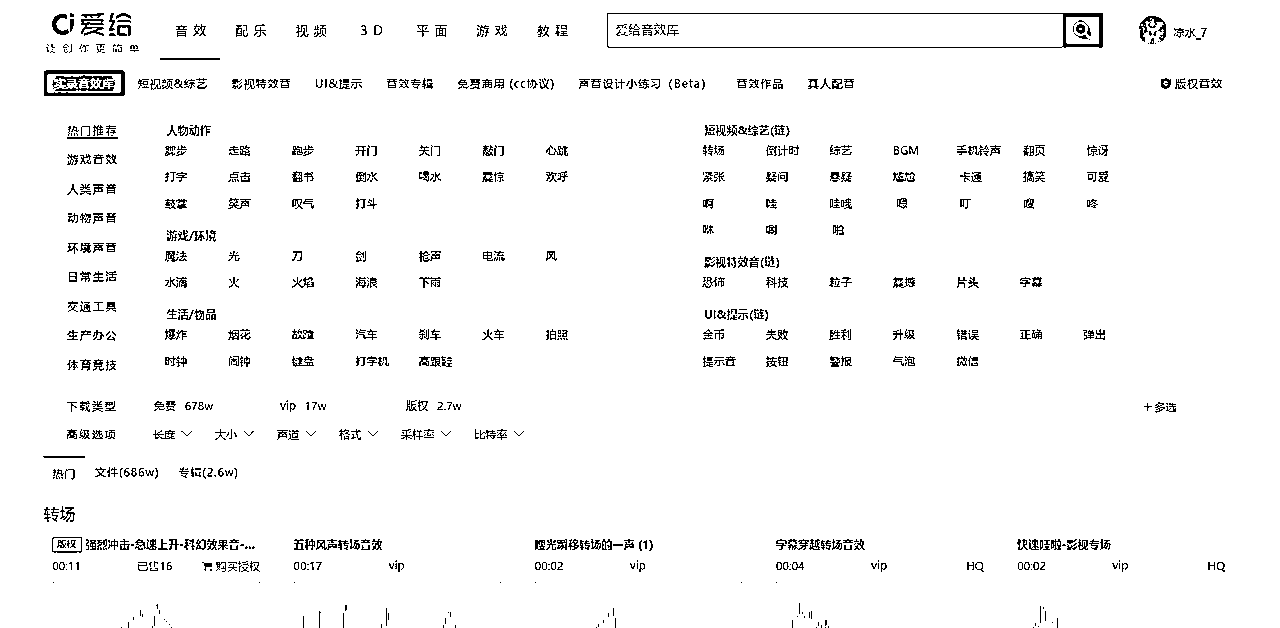 爱给
让创作更简单
音效 配乐 视频 3D 平面 游戏 教程
爱给音效库
凉水_7
实录音效库 短视频&综艺 影视特效音 UI&提示 音效专辑 免费商用 (cc协议) 声音设计小练习 (Beta) 音效作品 真人配音 版权音效
热门推荐
游戏音效
人类声音
动物声音
环境声音
日常生活
交通工具
生产办公
体育竞技
人物动作
脚步 走路 跑步 开门 关门 敲门 心跳
打字 点击 翻书 倒水 喝水 震惊 欢呼
鼓掌 笑声 叹气 打斗
游戏/环境
魔法 光 刀 剑 枪声 电流 风
水滴 火 火焰 海浪 下雨
生活/物品
爆炸 烟花 故障 汽车 刹车 火车 拍照
时钟 闹钟 键盘 打字机 高跟鞋
短视频&综艺(链)
转场 倒计时 综艺 BGM 手机铃声 翻页 惊讶
紧张 疑问 悬疑 尴尬 卡通 搞笑 可爱
啊 哇 哇哦 嘿 叮 嗖 咚
咻 唰 哈
影视特效音(链)
恐怖 科技 粒子 震撼 片头 字幕
UI&提示(链)
金币 失败 胜利 升级 错误 正确 弹出
提示音 按钮 警报 气泡 微信
下载类型 免费 678w vip 17w 版权 2.7w +多选
高级选项 长度 大小 声道 格式 采样率 比特率
热门 文件(686w) 专辑(2.6w)
转场
版权 强烈冲击-急速上升-科幻效果音-...
00:11 已售16 购买授权
五种风声转场音效
00:17 vip
00:02 vip
字幕穿越转场音效
00:04 vip HQ
快速哇啦-影视专场
00:02 vip HQ